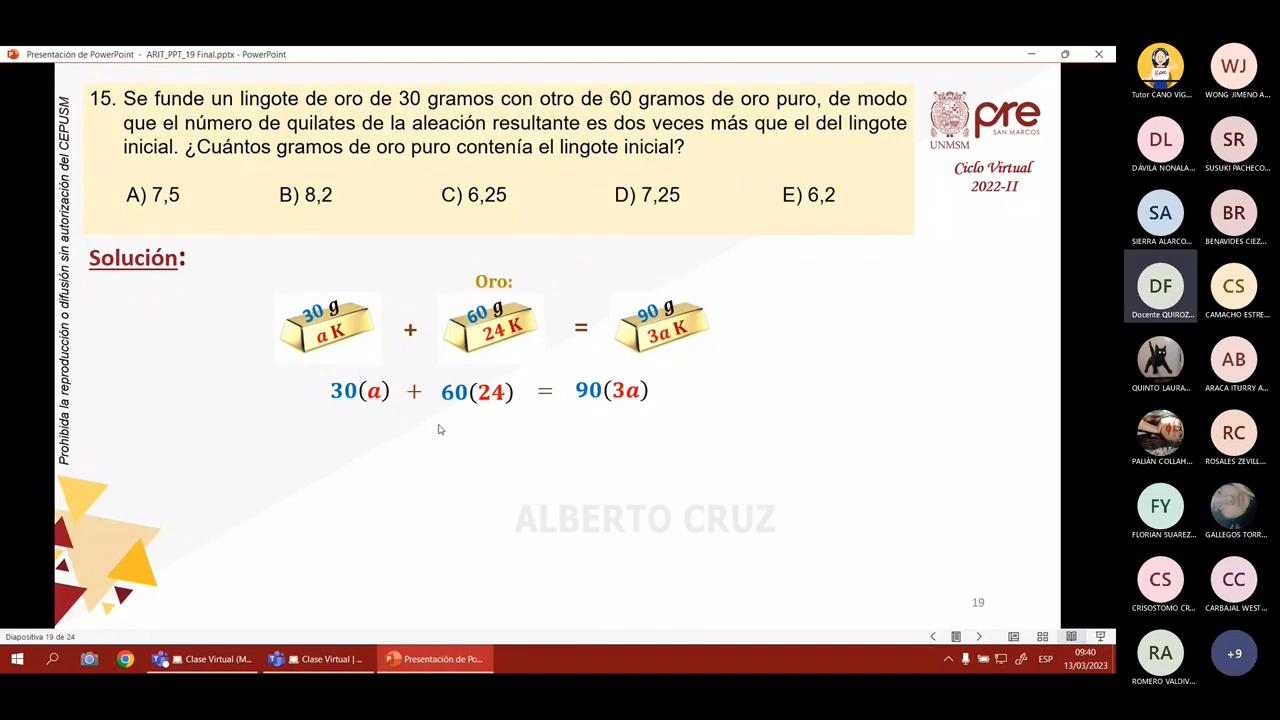 Presentación de PowerPoint - ARIT_PPT_19 Final.pptx - PowerPoint
Prohibida la reproducción o difusión sin autorización del CEPUSM
15. Se funde un lingote de oro de 30 gramos con otro de 60 gramos de oro puro, de modo
que el número de quilates de la aleación resultante es dos veces más que el del lingote
inicial. ¿Cuántos gramos de oro puro contenía el lingote inicial?
A) 7,5 B) 8,2 C) 6,25 D) 7,25 E) 6,2
UNMSM
pre
SAN MARCOS
Ciclo Virtual
2022-II
Solución:
Oro:
30 g 60 g 90 g
a K + 24 K = 3a K
30(a) + 60(24) = 90(3a)
ALBERTO CRUZ
19
Diapositiva 19 de 24
Clase Virtual (M... Clase Virtual | ... Presentación de Po...
ESP
09:40
13/03/2023
Tutor CANO VIG...
WJ
WONG JIMENO A...
DL
DÁVILA NONALA...
SR
SUSUKI PACHECO...
SA
SIERRA ALARCO...
BR
BENAVIDES CIEZ...
DF
Docente QUIROZ...
CS
CAMACHO ESTRE...
QUINTO LAURA...
AB
ARACA ITURRY A...
PALIÁN COLLAH...
RC
ROSALES ZEVILL...
FY
FLORIAN SUAREZ...
GALLEGOS TORR...
CS
CRISOSTOMO CR...
CC
CARBAJAL WEST...
RA
ROMERO VALDIV...
+9